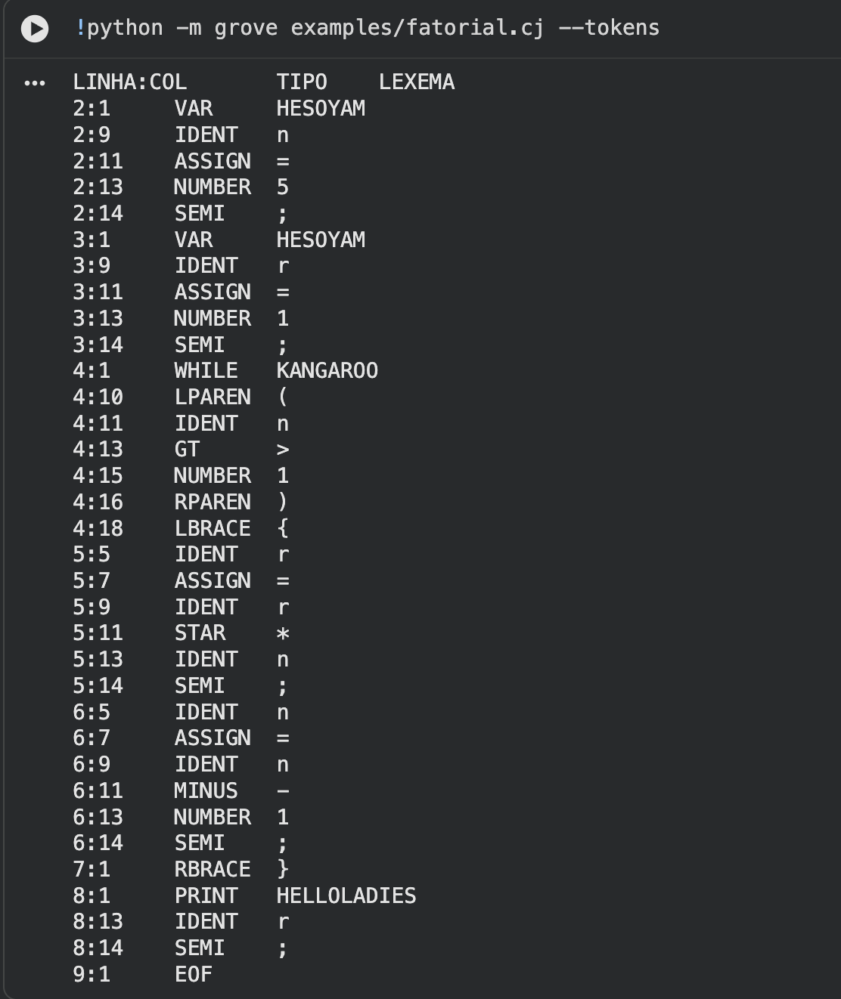 !python -m grove examples/fatorial.cj --tokens
LINHA:COL TIPO LEXEMA
2:1 VAR HESOYAM
2:9 IDENT n
2:11 ASSIGN =
2:13 NUMBER 5
2:14 SEMI ;
3:1 VAR HESOYAM
3:9 IDENT r
3:11 ASSIGN =
3:13 NUMBER 1
3:14 SEMI ;
4:1 WHILE KANGAROO
4:10 LPAREN (
4:11 IDENT n
4:13 GT >
4:15 NUMBER 1
4:16 RPAREN )
4:18 LBRACE {
5:5 IDENT r
5:7 ASSIGN =
5:9 IDENT r
5:11 STAR *
5:13 IDENT n
5:14 SEMI ;
6:5 IDENT n
6:7 ASSIGN =
6:9 IDENT n
6:11 MINUS -
6:13 NUMBER 1
6:14 SEMI ;
7:1 RBRACE }
8:1 PRINT HELLOLADIES
8:13 IDENT r
8:14 SEMI ;
9:1 EOF